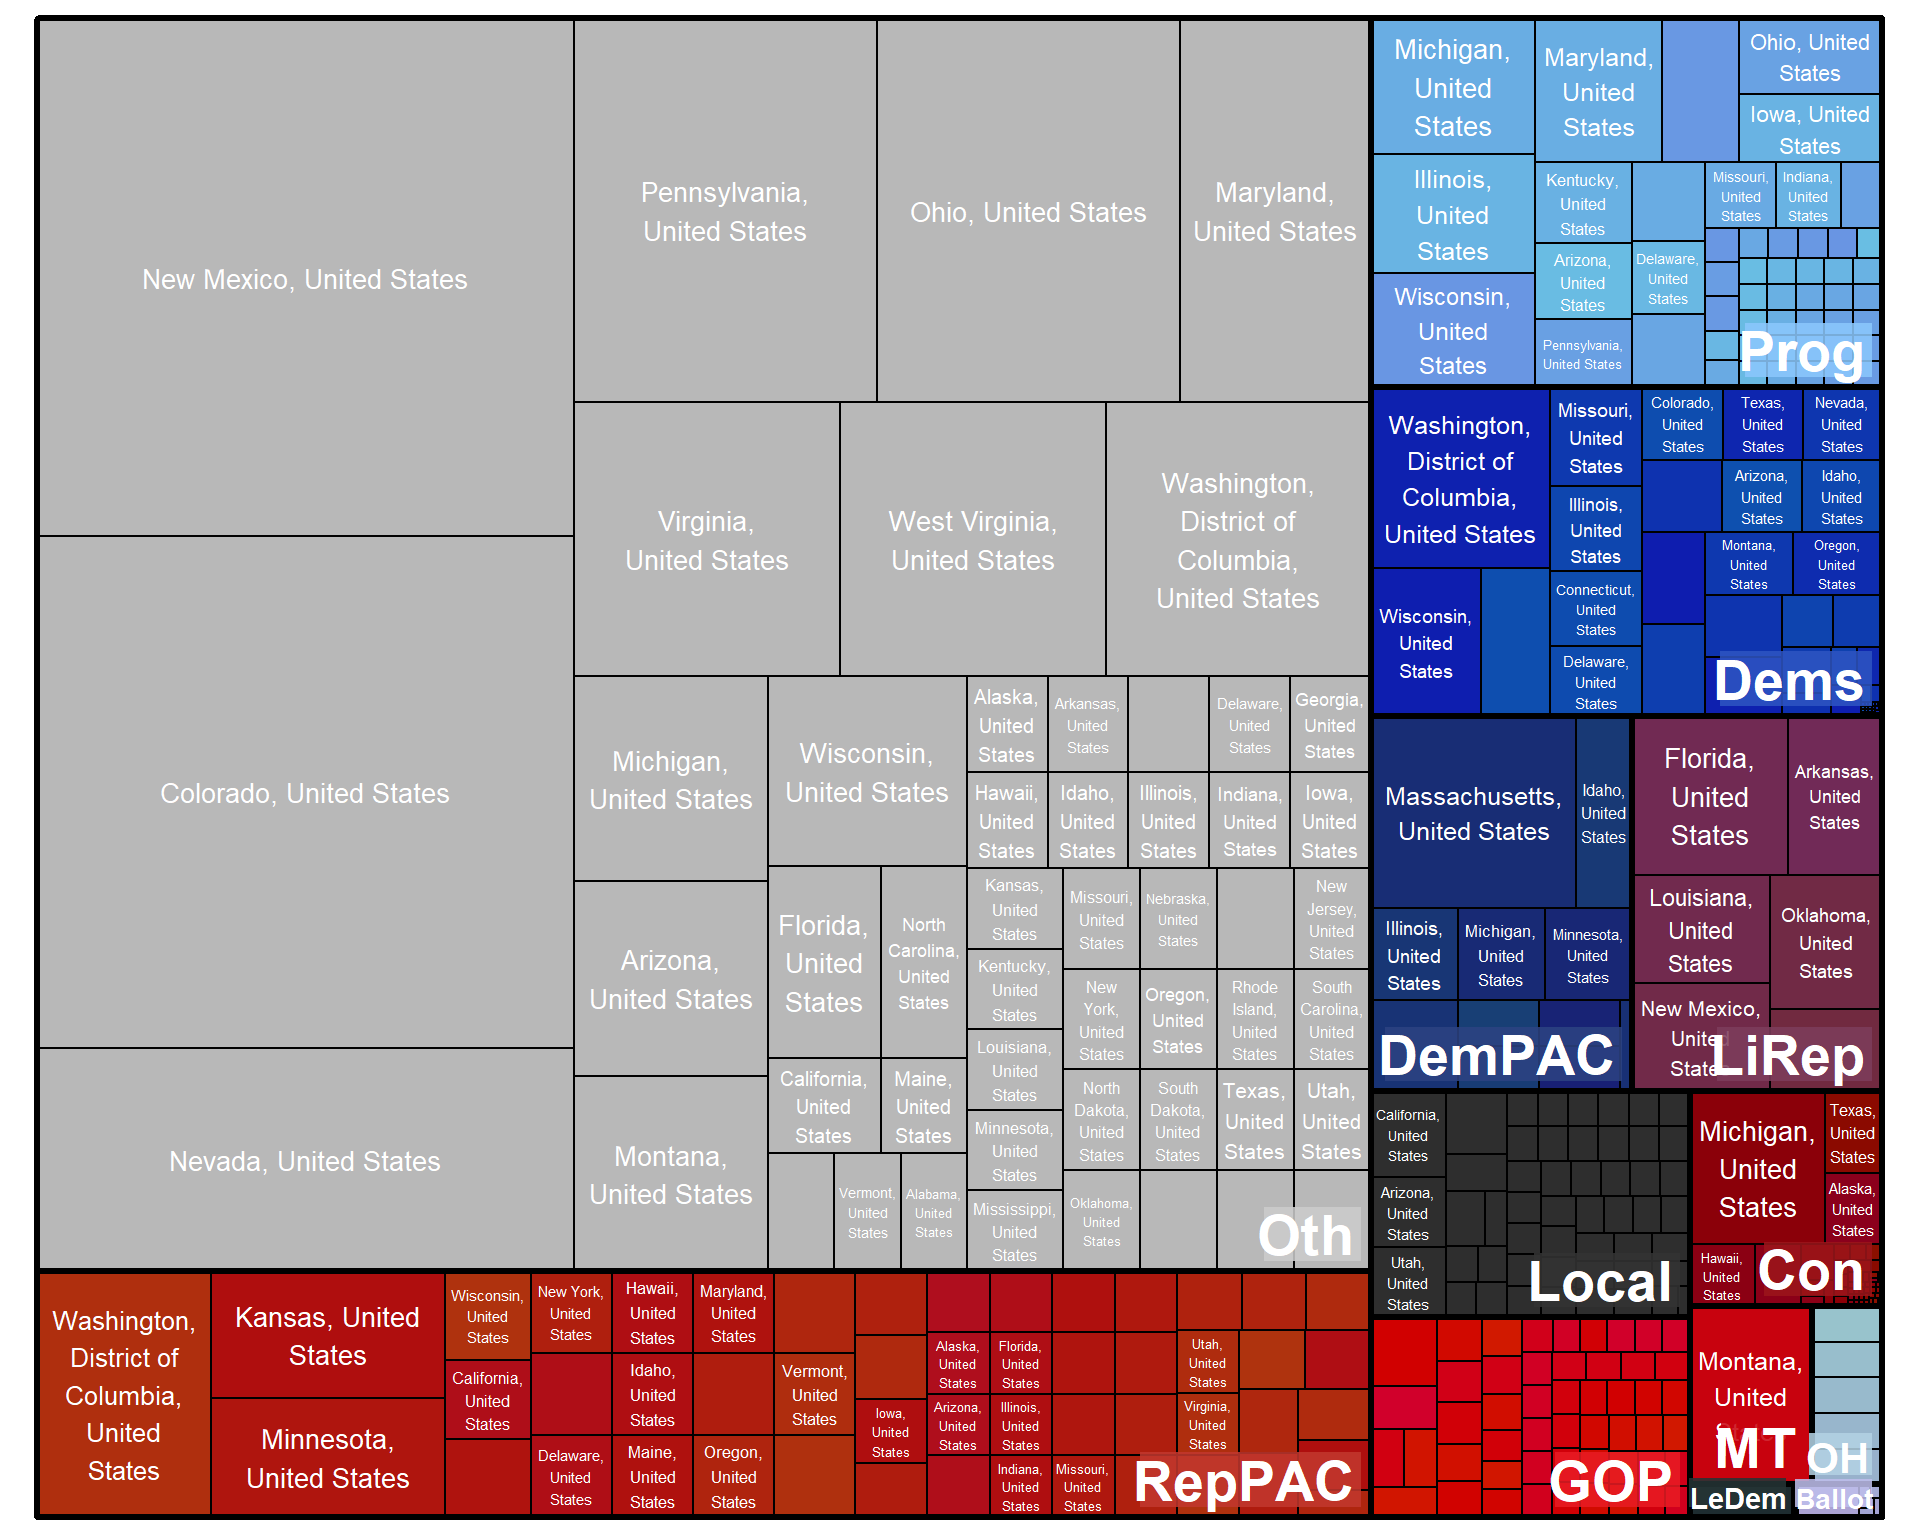 New Mexico, United States
Colorado, United States
Nevada, United States
Pennsylvania,
United States
Ohio, United States
Maryland,
United States
Virginia,
United States
West Virginia,
United States
Washington,
District of
Columbia,
United States
Michigan,
United States
Arizona,
United States
Montana,
United States
Wisconsin,
United States
Florida,
United
States
North
Carolina,
United
States
California,
United
States
Maine,
United
States
Vermont,
United
States
Alabama,
United
States
Alaska,
United
States
Arkansas,
United
States
Delaware,
United
States
Georgia,
United
States
Hawaii,
United
States
Idaho,
United
States
Illinois,
United
States
Indiana,
United
States
Iowa,
United
States
Kansas,
United
States
Kentucky,
United
States
Louisiana,
United
States
Minnesota,
United
States
Mississippi,
United
States
Missouri,
United
States
Nebraska,
United
States
New
Jersey,
United
States
New
York,
United
States
Oregon,
United
States
Rhode
Island,
United
States
South
Carolina,
United
States
North
Dakota,
United
States
South
Dakota,
United
States
Texas,
United
States
Utah,
United
States
Oklahoma,
United
States
Oth
Washington,
District of
Columbia,
United
States
Kansas, United
States
Minnesota,
United States
Wisconsin,
United
States
California,
United
States
New York,
United
States
Delaware,
United
States
Hawaii,
United
States
Idaho,
United
States
Maine,
United
States
Maryland,
United
States
Oregon,
United
States
Vermont,
United
States
Iowa,
United
States
Alaska,
United
States
Arizona,
United
States
Florida,
United
States
Illinois,
United
States
Indiana,
United
States
Missouri,
United
States
Utah,
United
States
Virginia,
United
States
RepPAC
Michigan,
United
States
Illinois,
United
States
Wisconsin,
United
States
Maryland,
United
States
Ohio, United
States
Iowa, United
States
Kentucky,
United
States
Arizona,
United
States
Pennsylvania,
United States
Delaware,
United
States
Missouri,
United
States
Indiana,
United
States
Prog
Washington,
District of
Columbia,
United States
Wisconsin,
United
States
Missouri,
United
States
Illinois,
United
States
Connecticut,
United
States
Delaware,
United
States
Colorado,
United
States
Texas,
United
States
Nevada,
United
States
Arizona,
United
States
Idaho,
United
States
Montana,
United
States
Oregon,
United
States
Dems
Massachusetts,
United States
Idaho,
United
States
Illinois,
United
States
Michigan,
United
States
Minnesota,
United
States
DemPAC
Florida,
United
States
Arkansas,
United
States
Louisiana,
United
States
Oklahoma,
United
States
New Mexico,
United
States
LiRep
California,
United
States
Arizona,
United
States
Utah,
United
States
Local
Michigan,
United
States
Texas,
United
States
Alaska,
United
States
Hawaii,
United
States
Con
GOP
Montana,
United
States
MT
OH
LeDem
Ballot